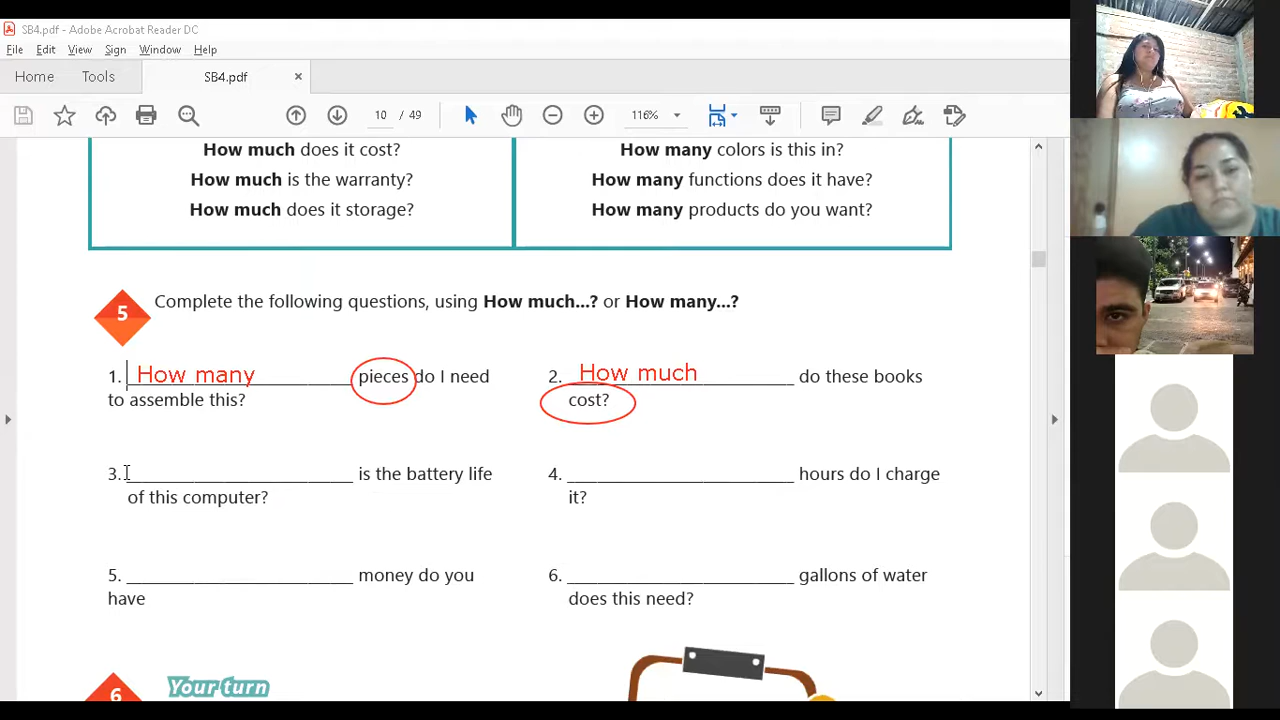 SB4.pdf - Adobe Acrobat Reader DC
File Edit View Sign Window Help
Home Tools SB4.pdf ×
10 / 49 116%
How much does it cost?
How much is the warranty?
How much does it storage?
How many colors is this in?
How many functions does it have?
How many products do you want?
5 Complete the following questions, using How much...? or How many...?
1. How many pieces do I need
to assemble this?
2. How much do these books
cost?
3. ______ is the battery life
of this computer?
4. ______ hours do I charge
it?
5. ______ money do you
have
6. ______ gallons of water
does this need?
6 Your turn